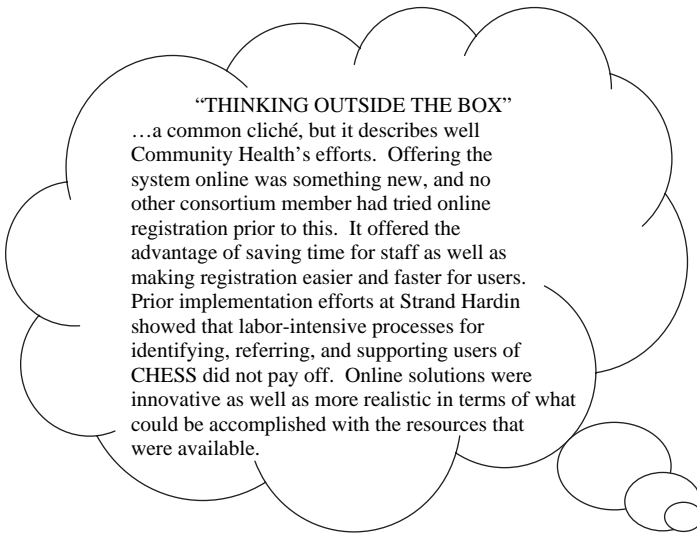 “THINKING OUTSIDE THE BOX”
…a common cliché, but it describes well
Community Health’s efforts.  Offering the
system online was something new, and no
other consortium member had tried online
registration prior to this.  It offered the
advantage of saving time for staff as well as
making registration easier and faster for users.
Prior implementation efforts at Strand Hardin
showed that labor-intensive processes for
identifying, referring, and supporting users of
CHESS did not pay off.  Online solutions were
innovative as well as more realistic in terms of what
could be accomplished with the resources that
were available.